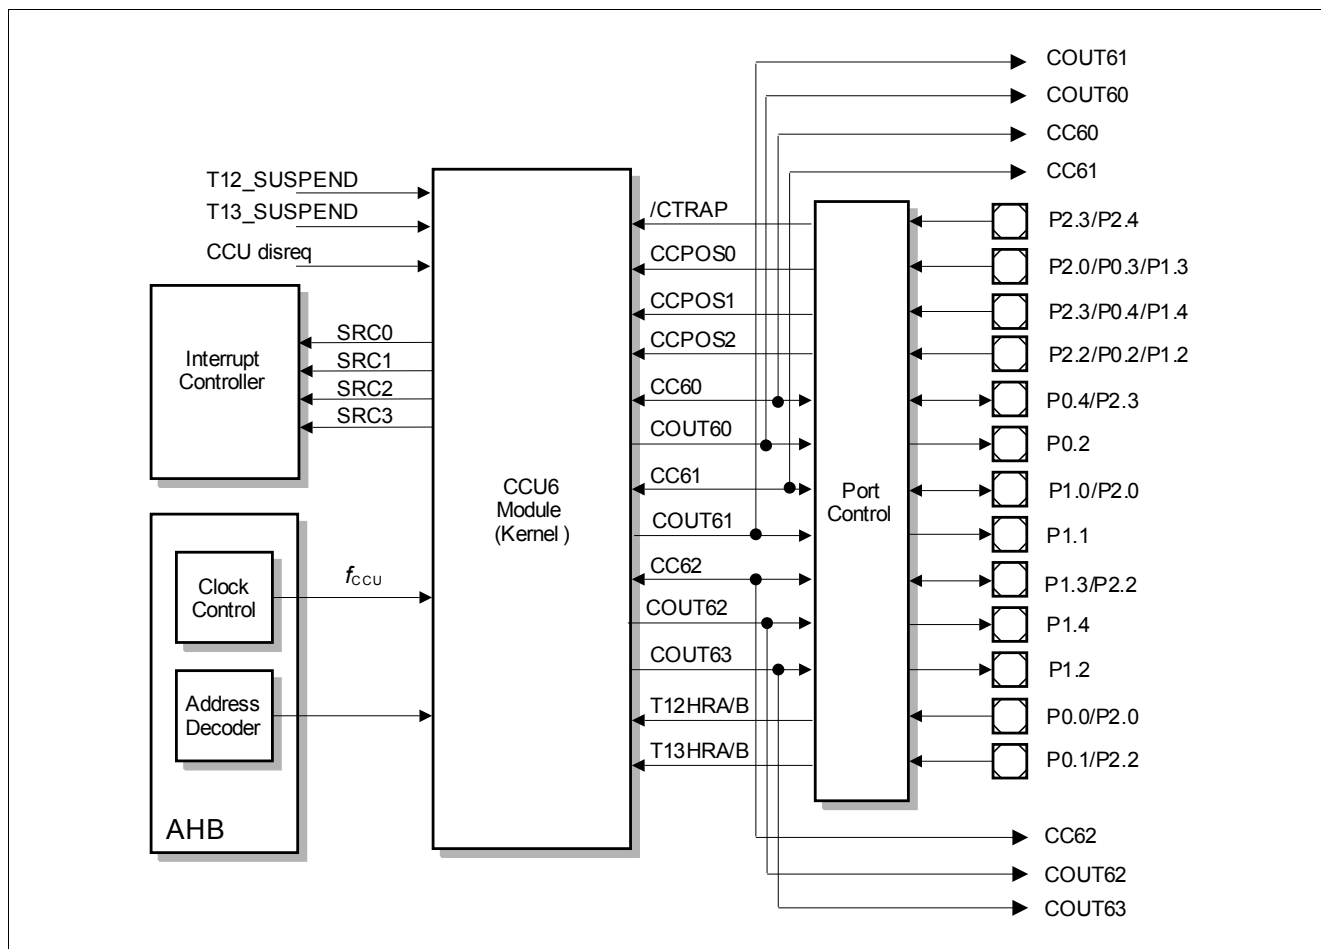 COUT61
COUT60
CC60
CC61
T12_SUSPEND
T13_SUSPEND
CCU disreq
Interrupt
Controller
SRC0
SRC1
SRC2
SRC3
Clock
Control
fCCU
Address
Decoder
AHB
CCU6
Module
(Kernel )
/CTRAP
CCPOS0
CCPOS1
CCPOS2
CC60
COUT60
CC61
COUT61
CC62
COUT62
COUT63
T12HRA/B
T13HRA/B
Port
Control
P2.3/P2.4
P2.0/P0.3/P1.3
P2.3/P0.4/P1.4
P2.2/P0.2/P1.2
P0.4/P2.3
P0.2
P1.0/P2.0
P1.1
P1.3/P2.2
P1.4
P1.2
P0.0/P2.0
P0.1/P2.2
CC62
COUT62
COUT63